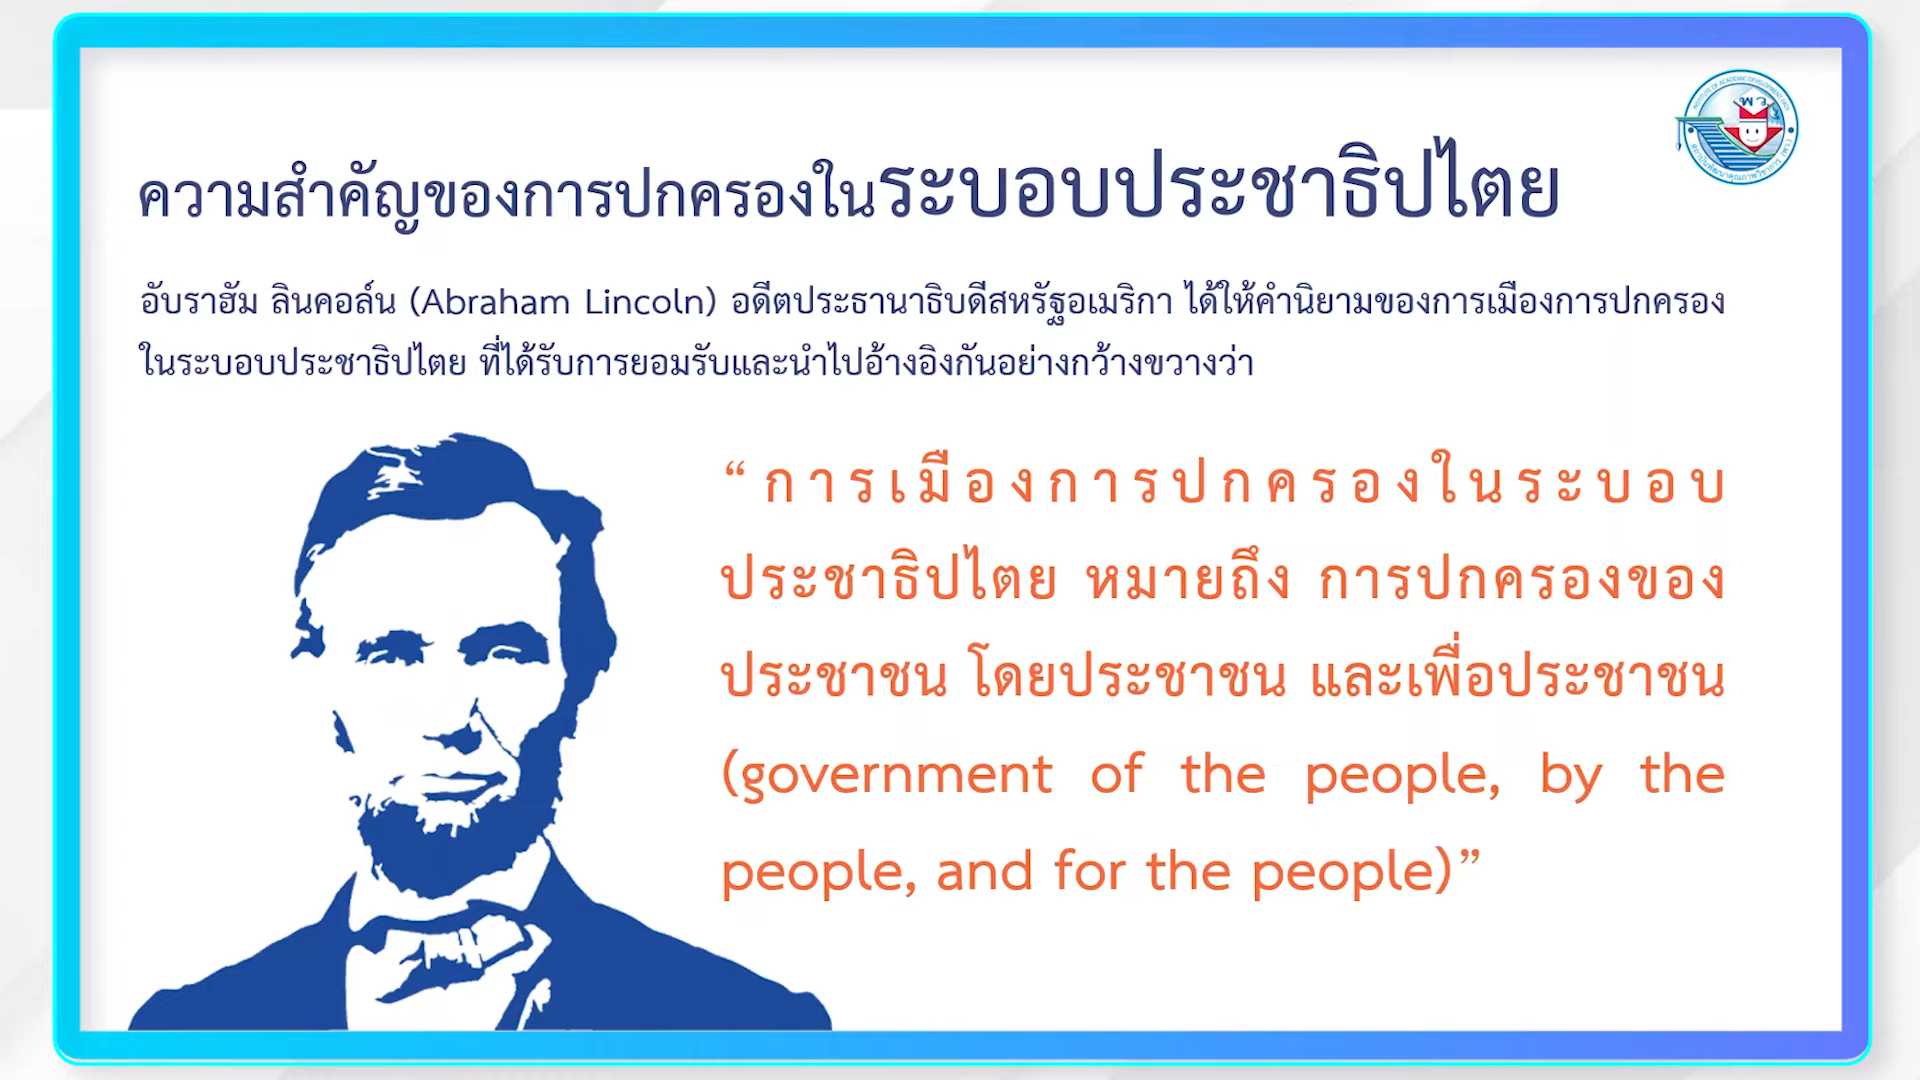 ความสำคัญของการปกครองในระบอบประชาธิปไตย
อับราฮัม ลินคอล์น (Abraham Lincoln) อดีตประธานาธิบดีสหรัฐอเมริกา ได้ให้คำนิยามของการเมืองการปกครอง
ในระบอบประชาธิปไตย ที่ได้รับการยอมรับและนำไปอ้างอิงกันอย่างกว้างขวางว่า
“การเมืองการปกครองในระบอบ
ประชาธิปไตย หมายถึง การปกครองของ
ประชาชน โดยประชาชน และเพื่อประชาชน
(government of the people, by the
people, and for the people)”
พว